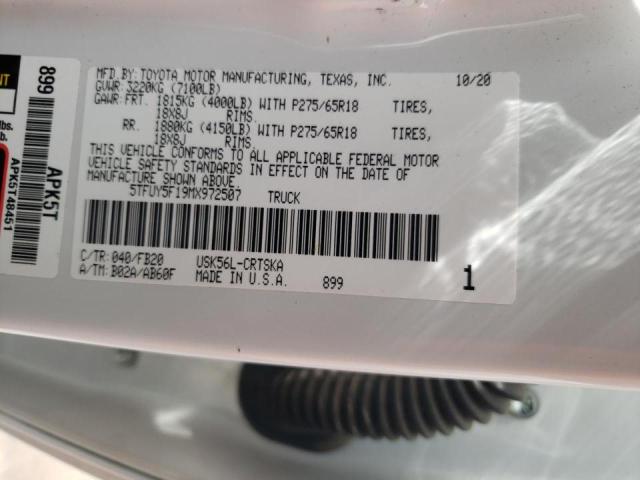 MFD.BY:TOYOTA MOTOR MANUFACTURING, TEXAS, INC. 10/20
GVWR:3220KG (7100LB)
GAWR:FRT. 1815KG (4000LB) WITH P275/65R18 TIRES,
18X8J RIMS.
RR. 1880KG (4150LB) WITH P275/65R18 TIRES,
18X8J RIMS.
THIS VEHICLE CONFORMS TO ALL APPLICABLE FEDERAL MOTOR
VEHICLE SAFETY STANDARDS IN EFFECT ON THE DATE OF
MANUFACTURE SHOWN ABOVE.
5TFUY5F19MX972507 TRUCK
C/TR:040/FB20 USK56L-CRTSKA
A/TM:B02A/AB60F MADE IN U.S.A. 899 1
899
APK5T
APK5T48451
lbs.